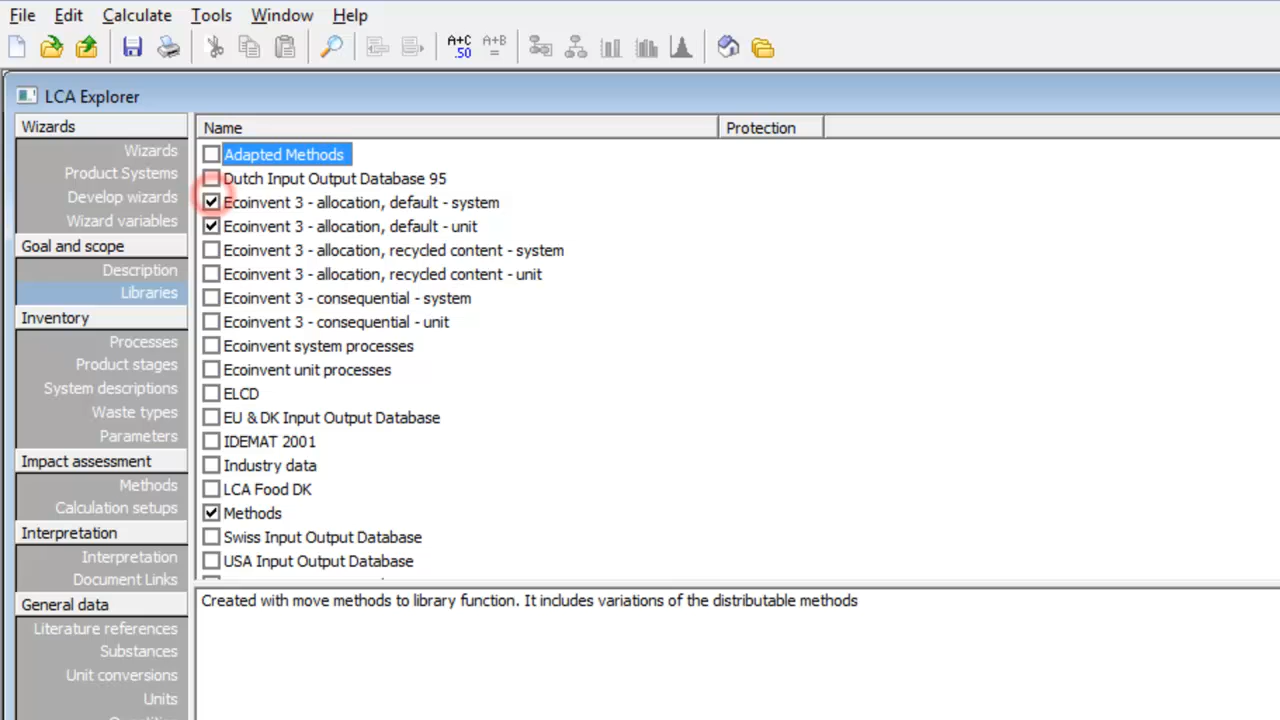 File Edit Calculate Tools Window Help
A+C .50 A+B =
LCA Explorer
Wizards
Wizards
Product Systems
Develop wizards
Wizard variables
Goal and scope
Description
Libraries
Inventory
Processes
Product stages
System descriptions
Waste types
Parameters
Impact assessment
Methods
Calculation setups
Interpretation
Interpretation
Document Links
General data
Literature references
Substances
Unit conversions
Units
Name Protection
Adapted Methods
Dutch Input Output Database 95
Ecoinvent 3 - allocation, default - system
Ecoinvent 3 - allocation, default - unit
Ecoinvent 3 - allocation, recycled content - system
Ecoinvent 3 - allocation, recycled content - unit
Ecoinvent 3 - consequential - system
Ecoinvent 3 - consequential - unit
Ecoinvent system processes
Ecoinvent unit processes
ELCD
EU & DK Input Output Database
IDEMAT 2001
Industry data
LCA Food DK
Methods
Swiss Input Output Database
USA Input Output Database
Created with move methods to library function. It includes variations of the distributable methods